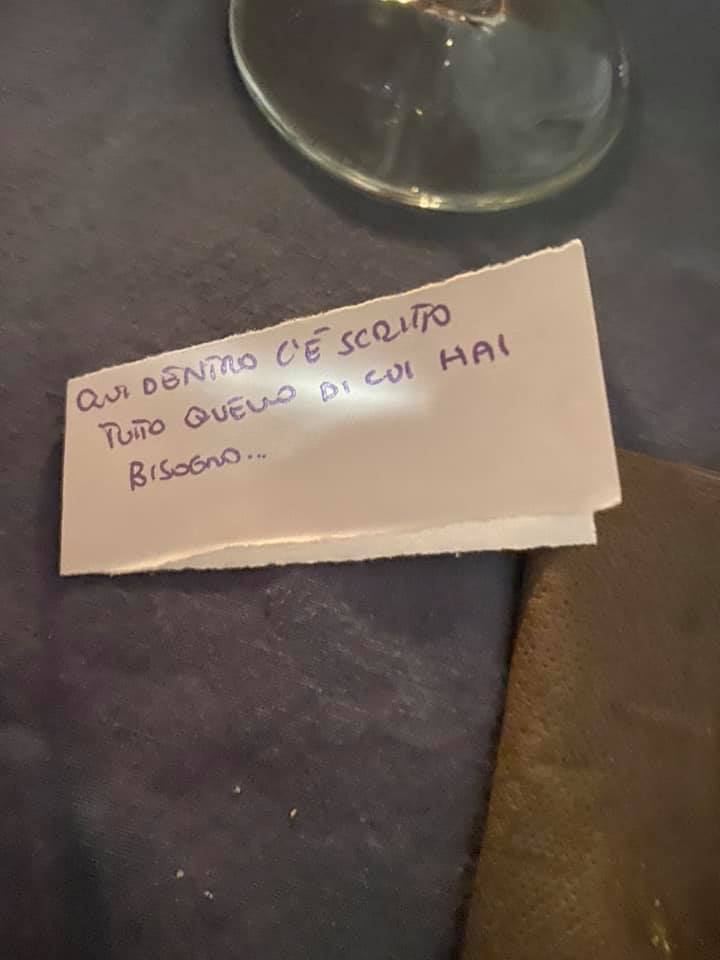 QUI DENTRO C'È SCRITTO
TUTTO QUELLO DI CUI HAI
BISOGNO...